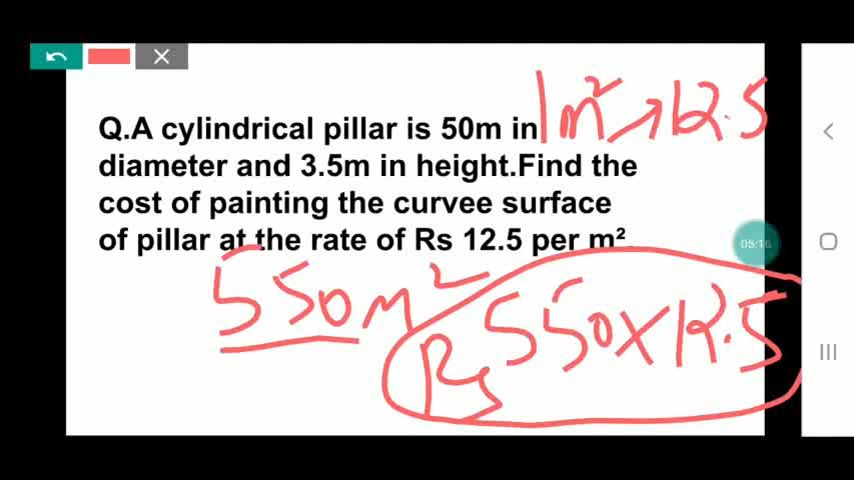 Q.A cylindrical pillar is 50m in
1m² → 12.5
diameter and 3.5m in height.Find the
cost of painting the curvee surface
of pillar at the rate of Rs 12.5 per m².
05:16
550m²
Rs 550×12.5